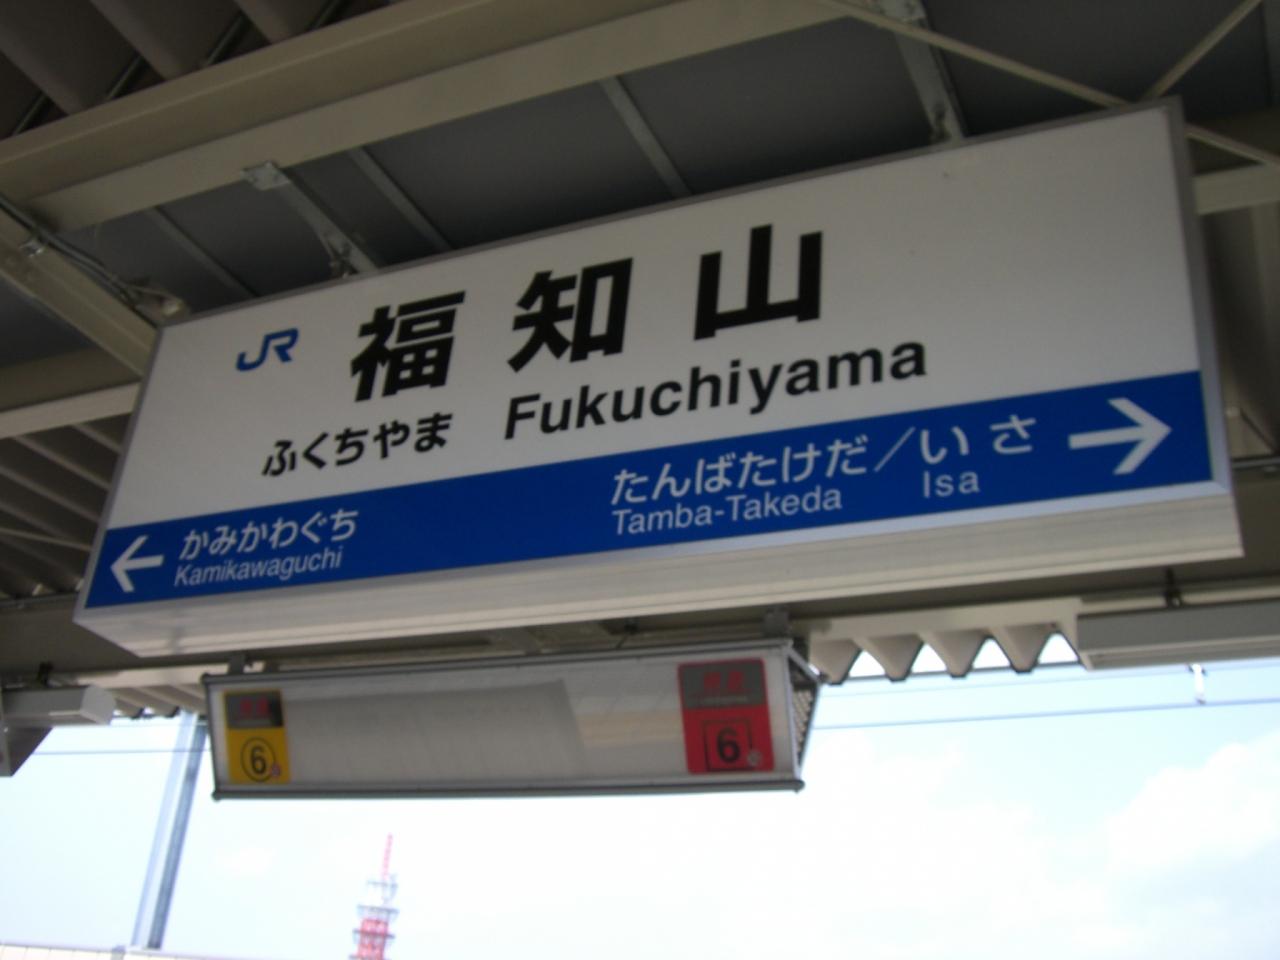 JR 福知山
ふくちやま Fukuchiyama
かみかわぐち
Kamikawaguchi
たんばたけだ／いさ
Tamba-Takeda Isa
6
6